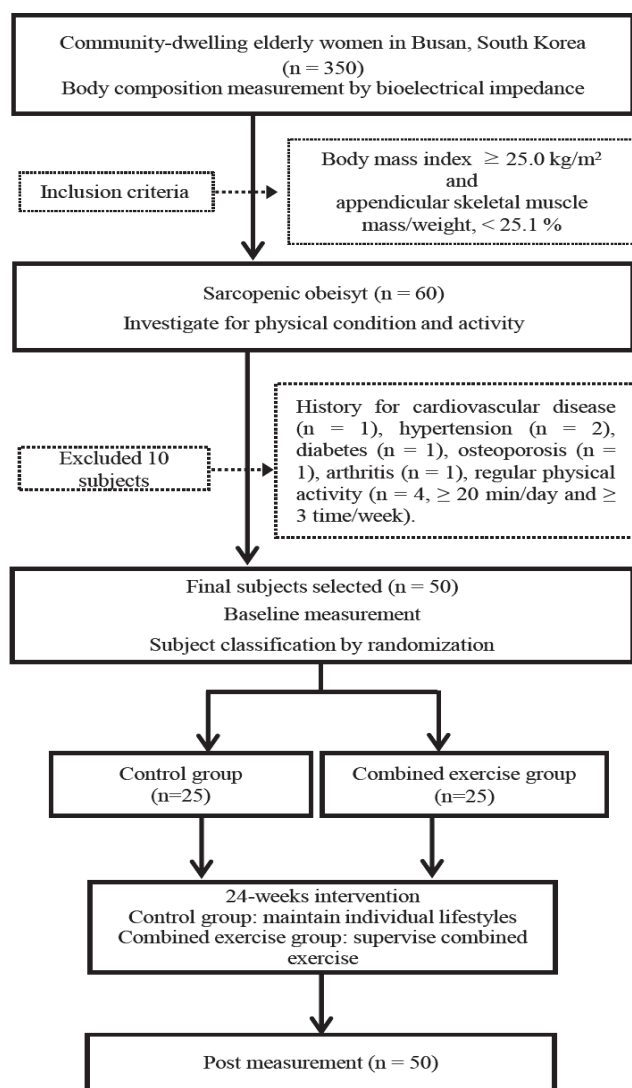 Community-dwelling elderly women in Busan, South Korea
(n = 350)
Body composition measurement by bioelectrical impedance
Inclusion criteria
Body mass index ≥ 25.0 kg/m²
and
appendicular skeletal muscle
mass/weight, < 25.1 %
Sarcopenic obeisyt (n = 60)
Investigate for physical condition and activity
Excluded 10
subjects
History for cardiovascular disease
(n = 1), hypertension (n = 2),
diabetes (n = 1), osteoporosis (n =
1), arthritis (n = 1), regular physical
activity (n = 4, ≥ 20 min/day and ≥
3 time/week).
Final subjects selected (n = 50)
Baseline measurement
Subject classification by randomization
Control group
(n=25)
Combined exercise group
(n=25)
24-weeks intervention
Control group: maintain individual lifestyles
Combined exercise group: supervise combined
exercise
Post measurement (n = 50)